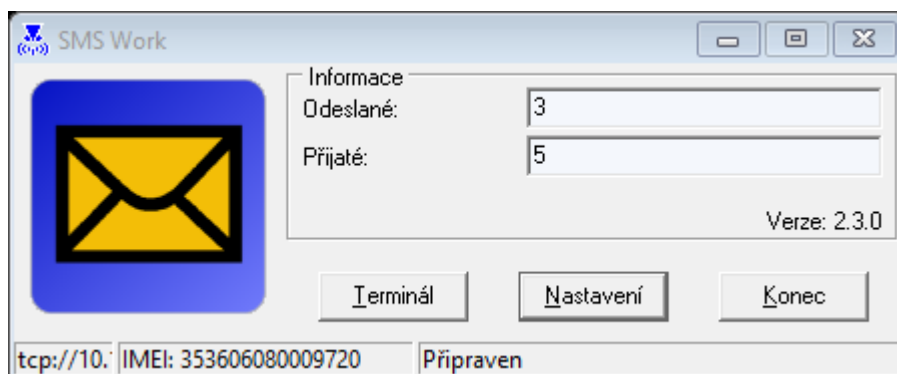 SMS Work
Informace
Odeslané: 3
Přijaté: 5
Verze: 2.3.0
Terminál Nastavení Konec
tcp://10. IMEI: 353606080009720 Připraven